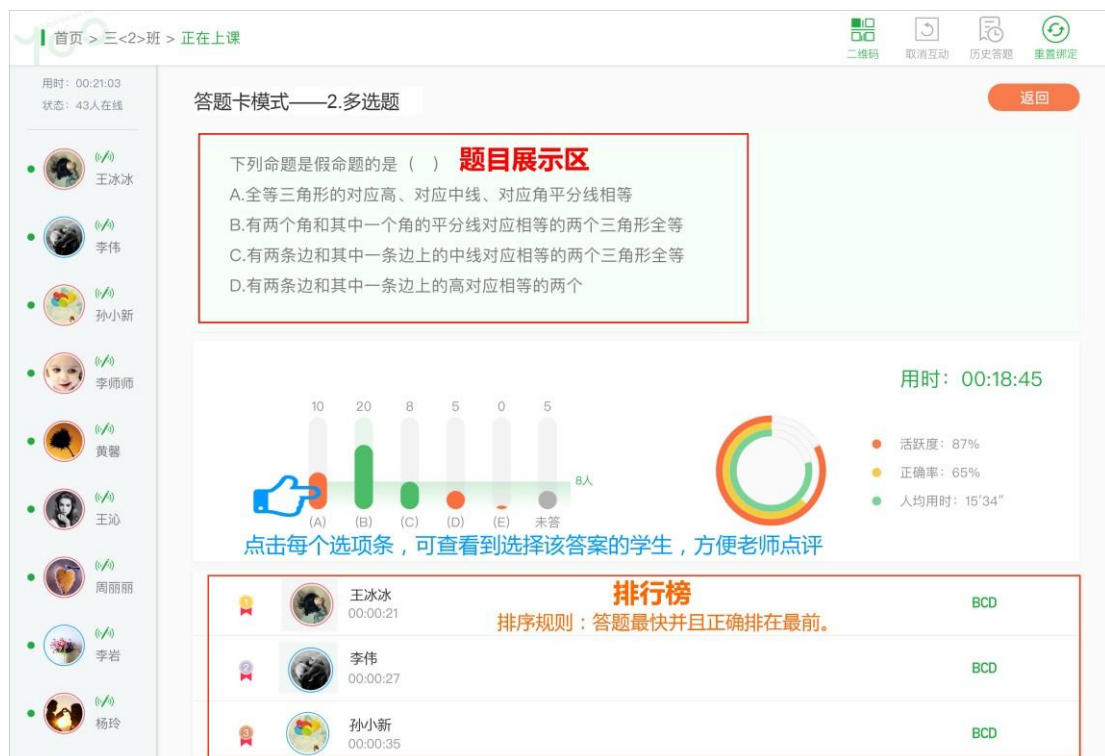 首页 > 三<2>班 > 正在上课
二维码 取消互动 历史答题 重置绑定
用时：00:21:03
状态：43人在线
王冰冰
李伟
孙小新
李师师
黄馨
王沁
周丽丽
李岩
杨玲
答题卡模式——2.多选题
返回
下列命题是假命题的是（ ） 题目展示区
A.全等三角形的对应高、对应中线、对应角平分线相等
B.有两个角和其中一个角的平分线对应相等的两个三角形全等
C.有两条边和其中一条边上的中线对应相等的两个三角形全等
D.有两条边和其中一条边上的高对应相等的两个
用时：00:18:45
10 20 8 5 0 5
8人
(A) (B) (C) (D) (E) 未答
活跃度：87%
正确率：65%
人均用时：15'34"
点击每个选项条，可查看到选择该答案的学生，方便老师点评
排行榜
排序规则：答题最快并且正确排在最前。
1 王冰冰 BCD
00:00:21
2 李伟 BCD
00:00:27
3 孙小新 BCD
00:00:35